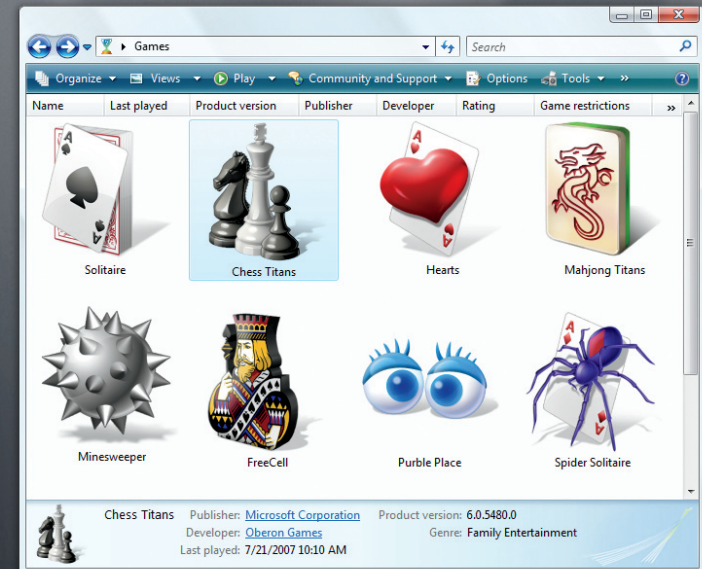 Games
Search
Organize Views Play Community and Support Options Tools » ?
Name Last played Product version Publisher Developer Rating Game restrictions »
A
A
A
A
Solitaire
Chess Titans
Hearts
Mahjong Titans
A
A
Minesweeper
FreeCell
Purble Place
Spider Solitaire
Chess Titans Publisher: Microsoft Corporation Product version: 6.0.5480.0
Developer: Oberon Games Genre: Family Entertainment
Last played: 7/21/2007 10:10 AM